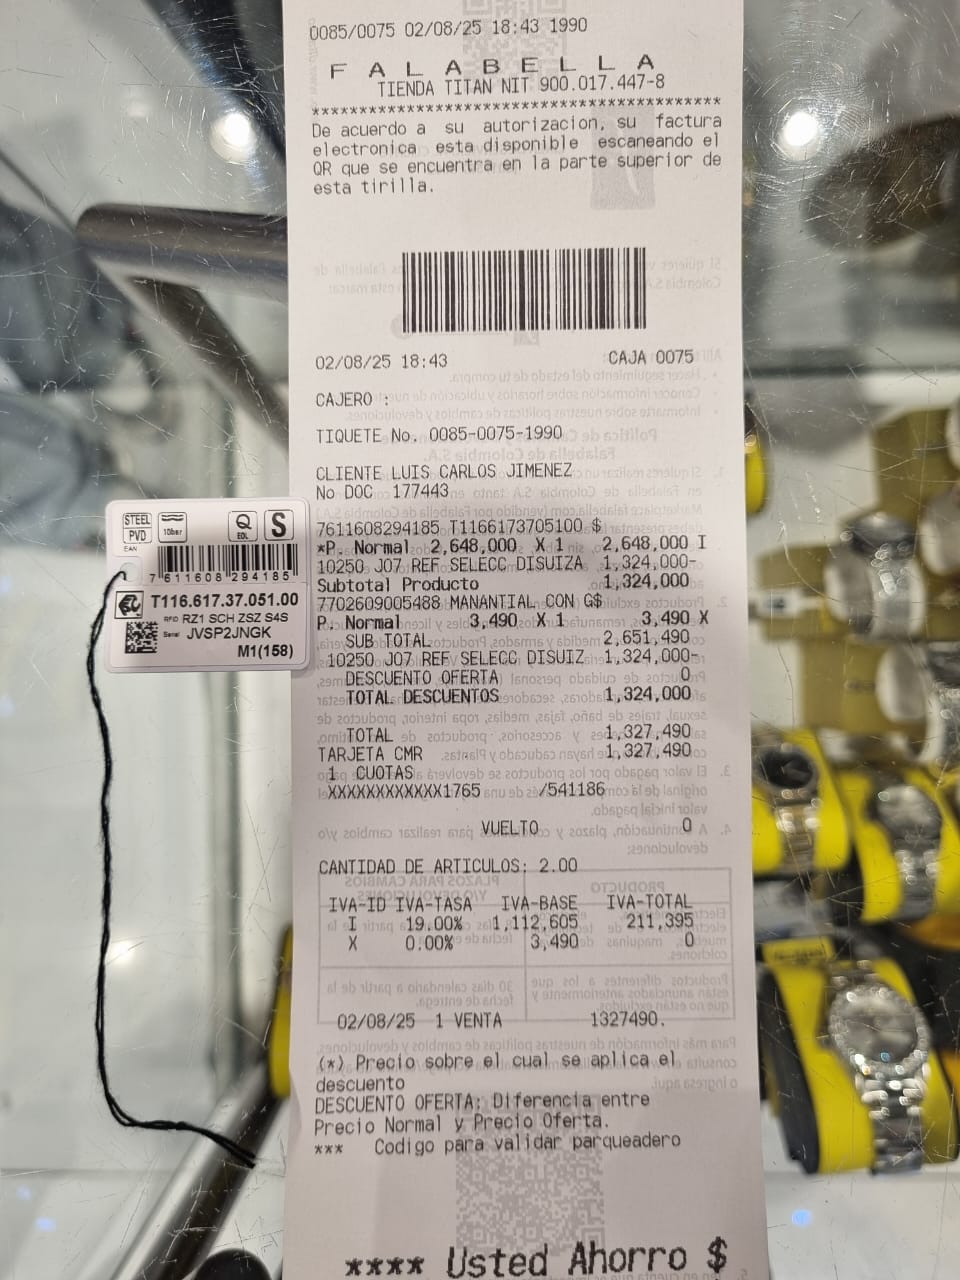 0085/0075 02/08/25 18:43 1990
F A L A B E L L A
TIENDA TITAN NIT 900.017.447-8
******************************************
De acuerdo a su autorizacion, su factura
electronica esta disponible escaneando el
QR que se encuentra en la parte superior de
esta tirilla.
02/08/25 18:43 CAJA 0075
CAJERO :
TIQUETE No. 0085-0075-1990
CLIENTE LUIS CARLOS JIMENEZ
No DOC 177443
7611608294185 T1166173705100 $
*P. Normal 2,648,000 X 1 2,648,000 I
10250 J07 REF SELECC DISUIZA 1,324,000-
Subtotal Producto 1,324,000
7702609005488 MANANTIAL CON G$
P. Normal 3,490 X 1 3,490 X
SUB TOTAL 2,651,490
10250 J07 REF SELECC DISUIZ 1,324,000-
DESCUENTO OFERTA 0
TOTAL DESCUENTOS 1,324,000
TOTAL 1,327,490
TARJETA CMR 1,327,490
1 CUOTAS
XXXXXXXXXXXX1765 /541186
VUELTO 0
CANTIDAD DE ARTICULOS: 2.00
IVA-ID IVA-TASA IVA-BASE IVA-TOTAL
I 19.00% 1,112,605 211,395
X 0.00% 3,490 0
02/08/25 1 VENTA 1327490.
(*) Precio sobre el cual se aplica el
descuento
DESCUENTO OFERTA: Diferencia entre
Precio Normal y Precio Oferta.
*** Codigo para validar parqueadero
**** Usted Ahorro $
STEEL
PVD
10bar
Q
EOL
S
EAN
7 611608 294185
T116.617.37.051.00
RFID RZ1 SCH ZSZ S4S
Serial JVSP2JNGK
M1(158)